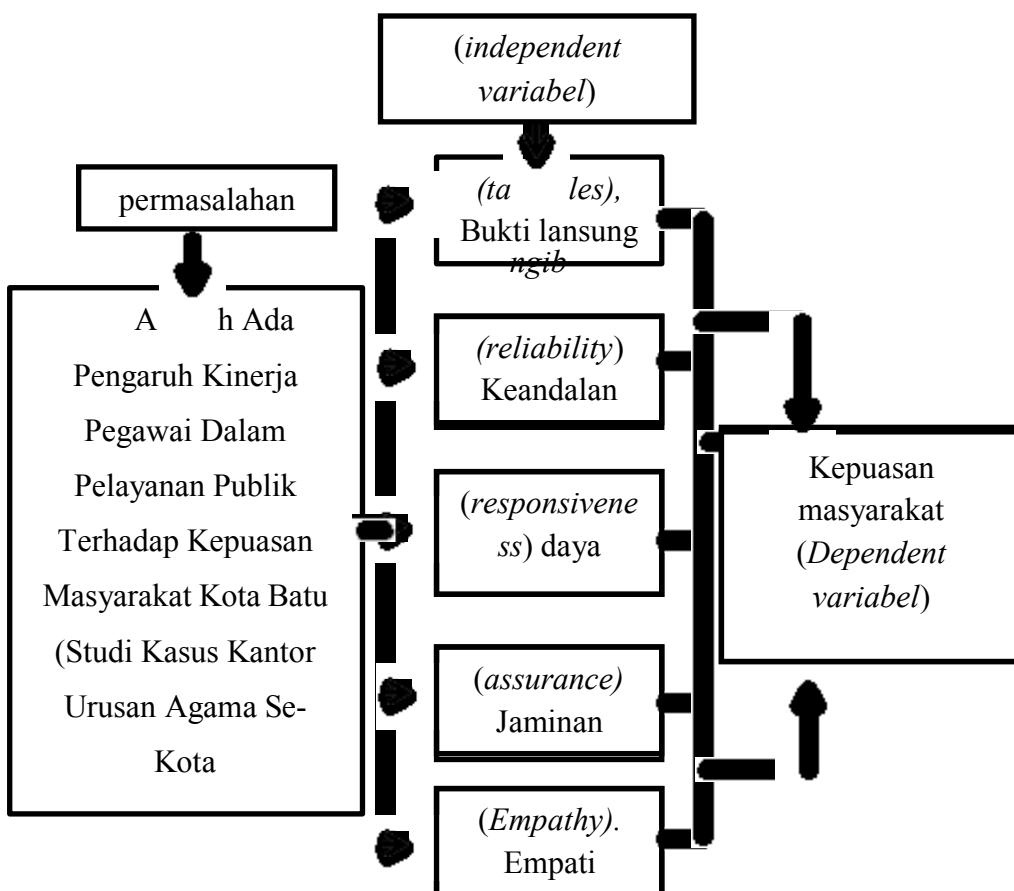 (independent
variabel)
permasalahan
(ta les),
Bukti lansung
ngib
A h Ada
Pengaruh Kinerja
Pegawai Dalam
Pelayanan Publik
Terhadap Kepuasan
Masyarakat Kota Batu
(Studi Kasus Kantor
Urusan Agama Se-
Kota
(reliability)
Keandalan
(responsivene
ss) daya
(assurance)
Jaminan
(Empathy).
Empati
Kepuasan
masyarakat
(Dependent
variabel)